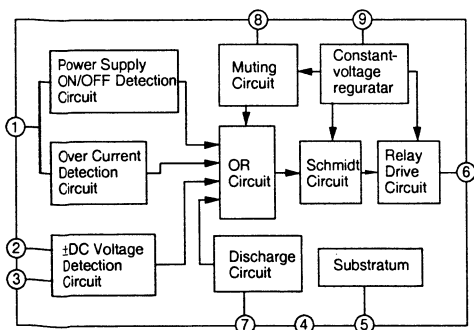 8
9
Power Supply
ON/OFF Detection
Circuit
Muting
Circuit
Constant-
voltage
reguratar
1
Over Current
Detection
Circuit
OR
Circuit
Schmidt
Circuit
Relay
Drive
Circuit
6
2
3
±DC Voltage
Detection
Circuit
Discharge
Circuit
Substratum
7
4
5